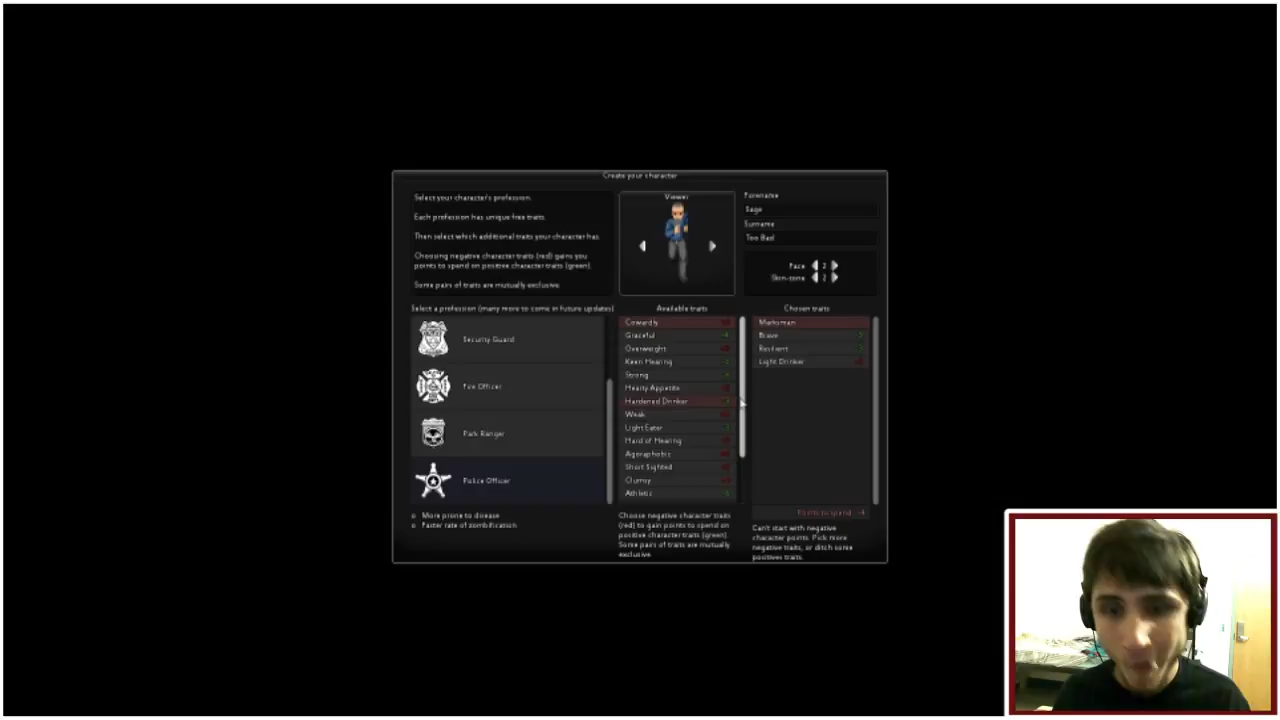 Create your character
Select your character's profession.
Each profession has unique free traits.
Then select which additional traits your character has.
Choosing negative character traits (red) gains you
points to spend on positive character traits (green).
Some pairs of traits are mutually exclusive.
Viewer
Forename
Sage
Surname
Too Bad
Face 2
Skin-tone 2
Select a profession (many more to come in future updates)
Security Guard
Fire Officer
Park Ranger
Police Officer
More prone to disease
Faster rate of zombification
Available traits
Cowardly
Graceful
Overweight
Keen Hearing
Strong
Hearty Appetite
Hardened Drinker
Weak
Light Eater
Hard of Hearing
Agoraphobic
Short Sighted
Clumsy
Athletic
Choose negative character traits
(red) to gain points to spend on
positive character traits (green).
Some pairs of traits are mutually
exclusive.
Chosen traits
Marksman
Brave
Resilient
Light Drinker
Points to spend -4
Can't start with negative
character points. Pick more
negative traits, or ditch some
positives traits.